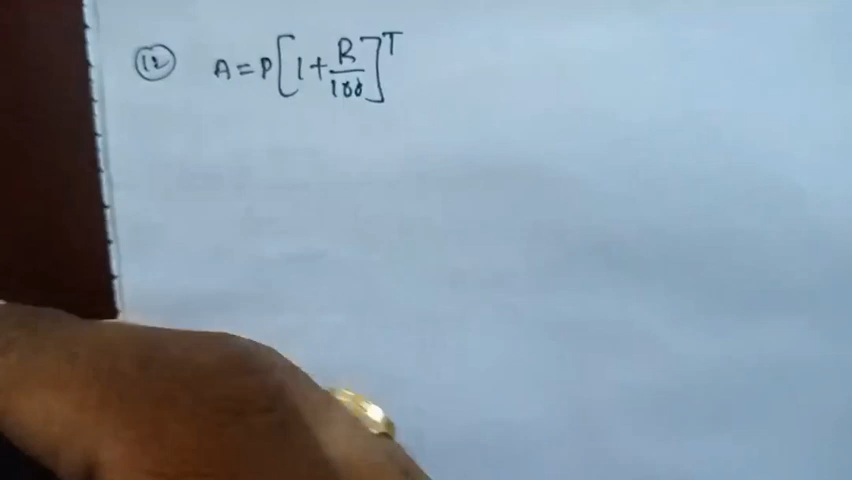 (12) A = P[1 + R/100]^T